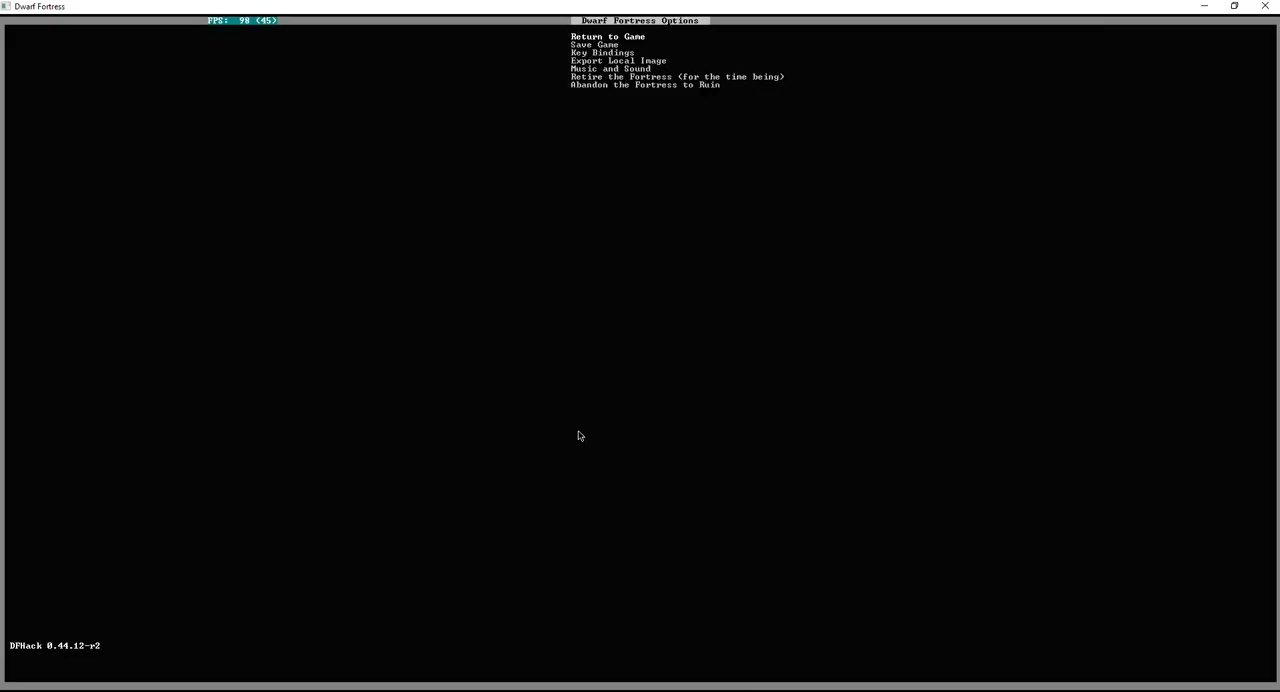 Dwarf Fortress
FPS: 98 (45)
Dwarf Fortress Options
Return to Game
Save Game
Key Bindings
Export Local Image
Music and Sound
Retire the Fortress (for the time being)
Abandon the Fortress to Ruin
DFHack 0.44.12-r2